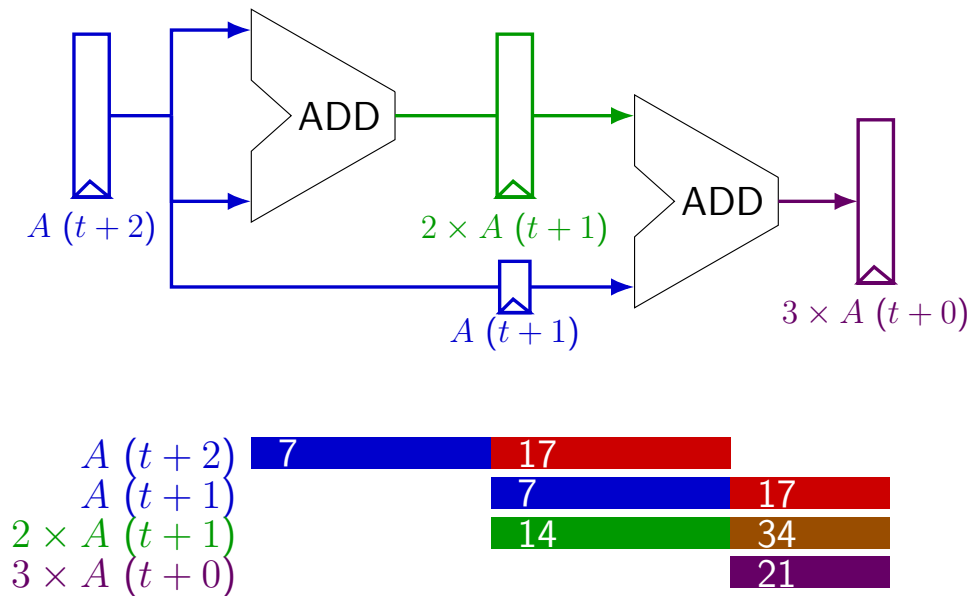 ADD
A (t + 2)
2 × A (t + 1)
ADD
A (t + 1)
3 × A (t + 0)
A (t + 2) 7 17
A (t + 1) 7 17
2 × A (t + 1) 14 34
3 × A (t + 0) 21